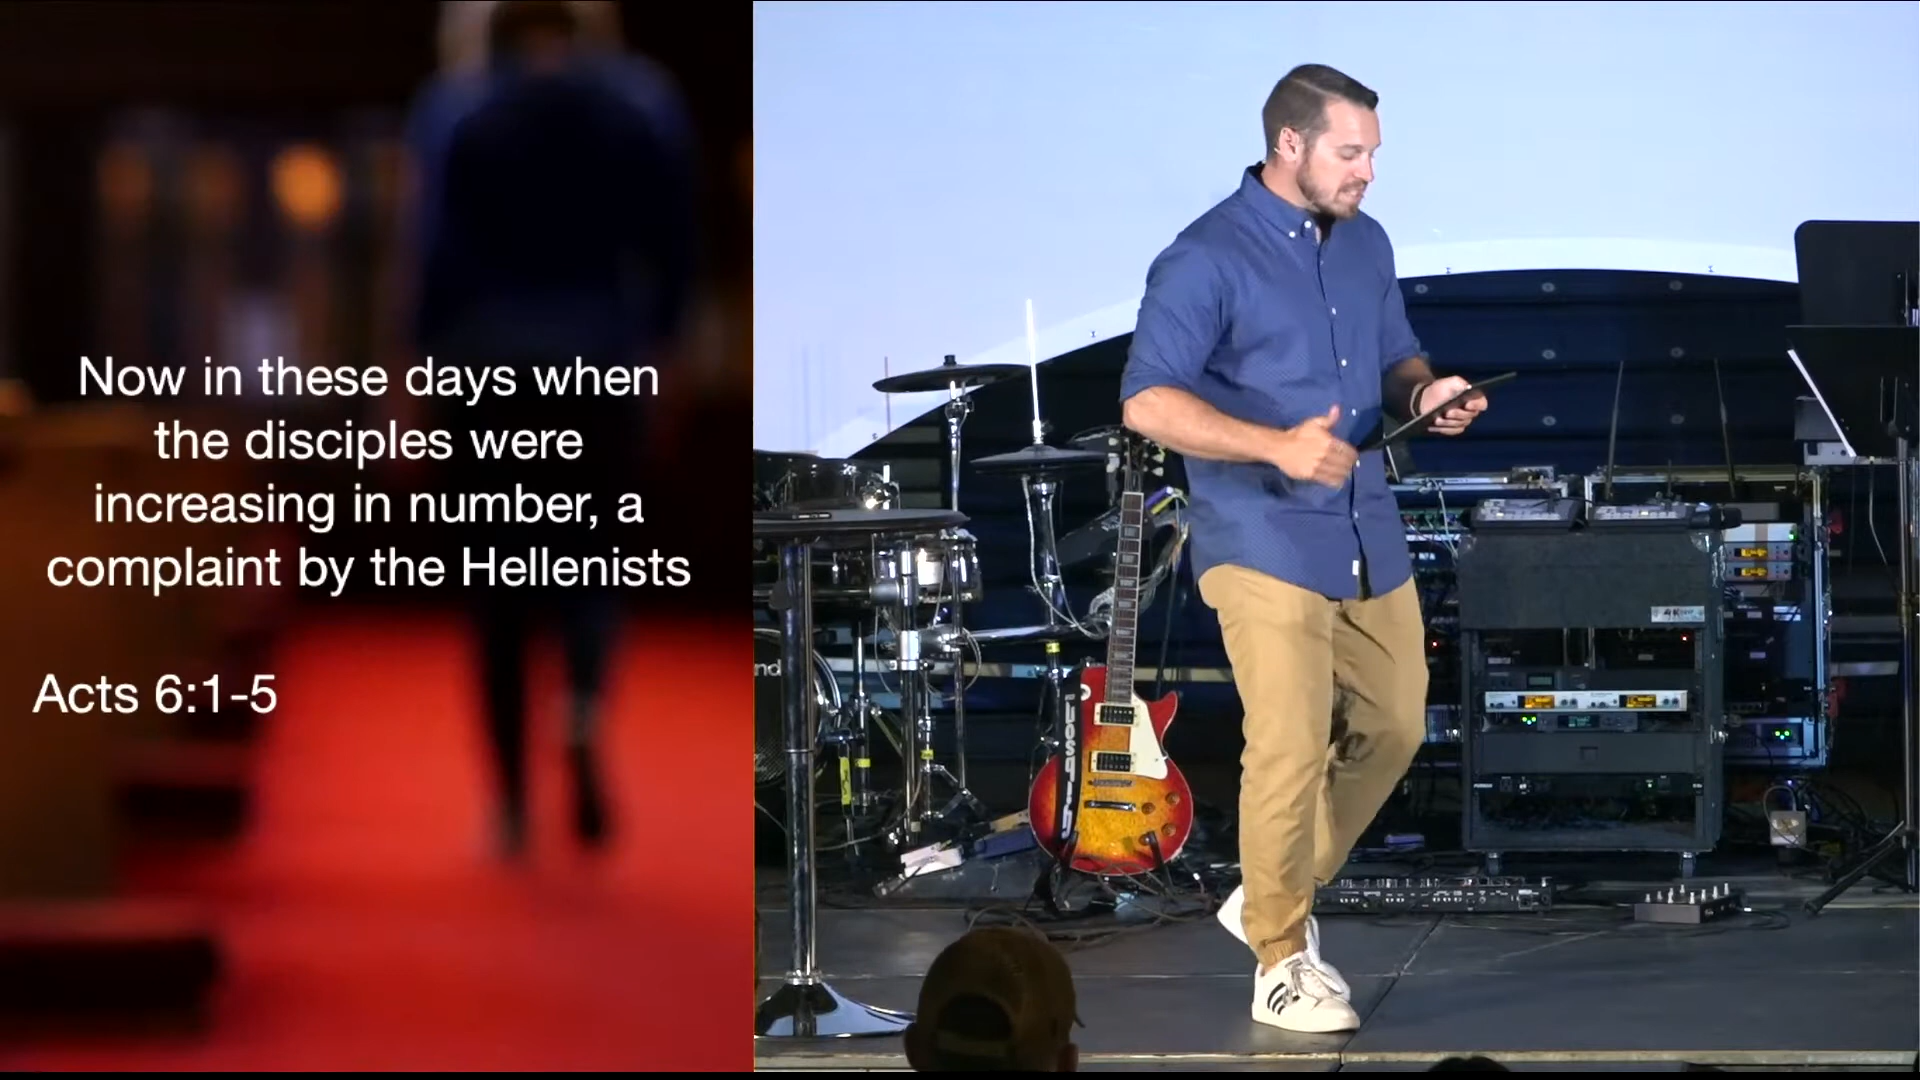 Now in these days when
the disciples were
increasing in number, a
complaint by the Hellenists
Acts 6:1-5